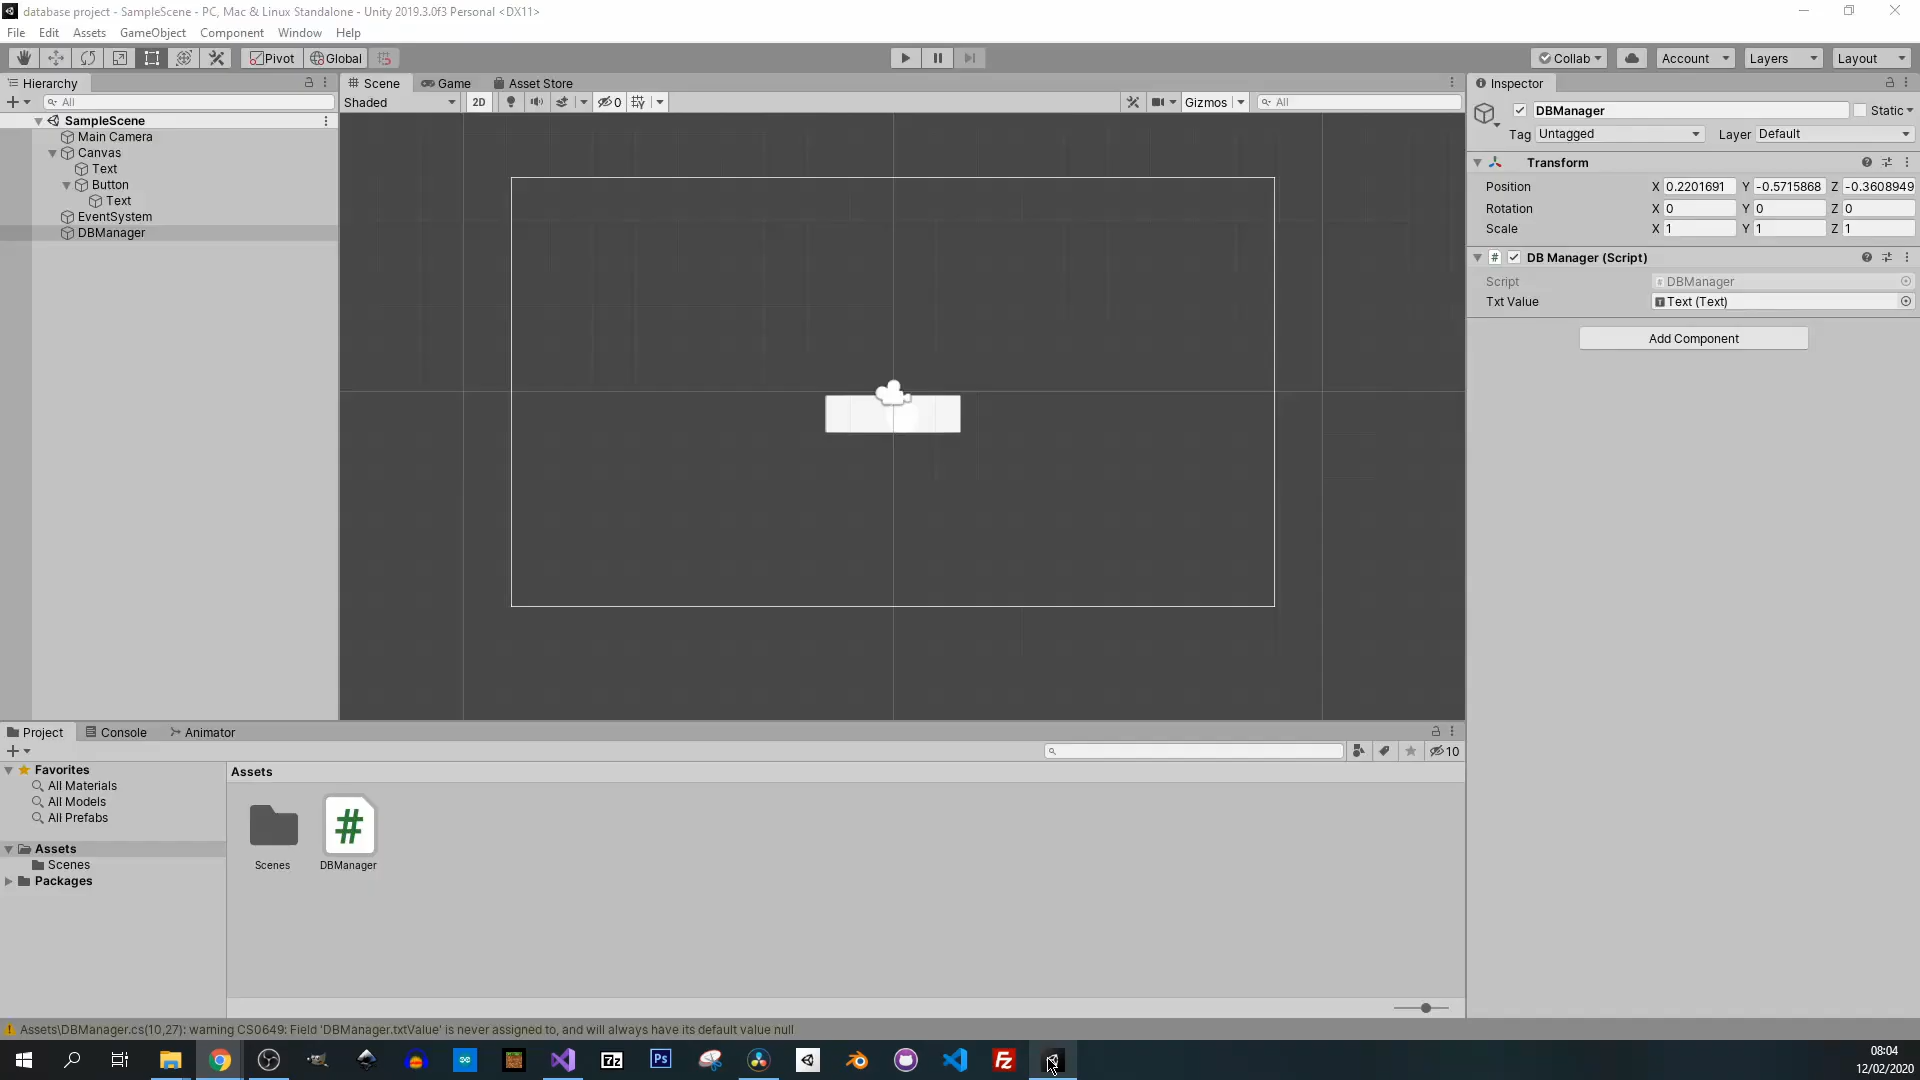 database project - SampleScene - PC, Mac & Linux Standalone - Unity 2019.3.0f3 Personal <DX11>
File Edit Assets GameObject Component Window Help
Pivot Global Collab Account Layers Layout
Hierarchy
All
SampleScene
Main Camera
Canvas
Text
Button
Text
EventSystem
DBManager
Scene Game Asset Store
Shaded 2D 0 Gizmos All
Inspector
DBManager Static
Tag Untagged Layer Default
Transform
Position X 0.2201691 Y -0.5715868 Z -0.3608949
Rotation X 0 Y 0 Z 0
Scale X 1 Y 1 Z 1
# DB Manager (Script)
Script # DBManager
Txt Value Text (Text)
Add Component
Project Console Animator
10
Favorites
All Materials
All Models
All Prefabs
Assets
Scenes
Packages
Assets
#
Scenes DBManager
Assets\DBManager.cs(10,27): warning CS0649: Field 'DBManager.txtValue' is never assigned to, and will always have its default value null
7z Ps Fz
08:04
12/02/2020